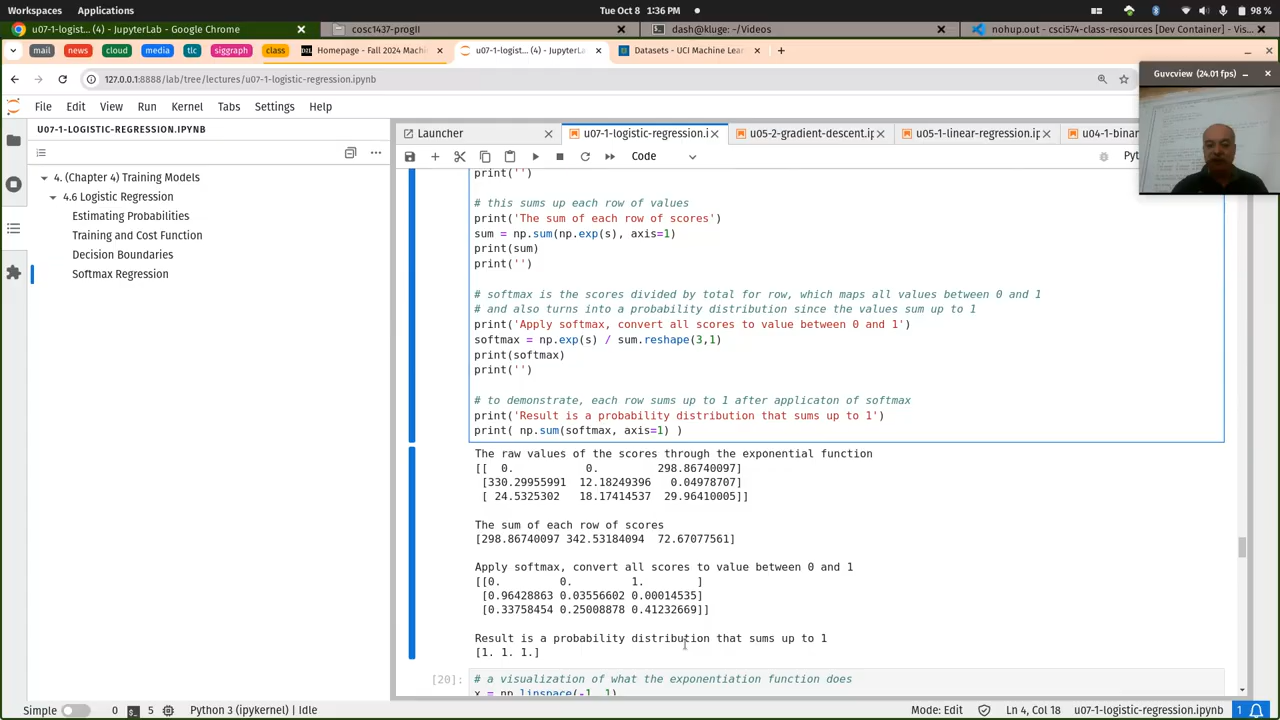 Workspaces Applications Tue Oct 8 1:36 PM 98 %
u07-1-logist... (4) - JupyterLab - Google Chrome cosc1437-progII dash@kluge: ~/Videos nohup.out - csci574-class-resources [Dev Container] - Vis...
mail news cloud media tlc siggraph class Homepage - Fall 2024 Machi u07-1-logist... (4) - JupyterLa Datasets - UCI Machine Lear
127.0.0.1:8888/lab/tree/lectures/u07-1-logistic-regression.ipynb
Guvcview (24.01 fps)
File Edit View Run Kernel Tabs Settings Help
U07-1-LOGISTIC-REGRESSION.IPYNB
Launcher u07-1-logistic-regression.i u05-2-gradient-descent.ip u05-1-linear-regression.ip u04-1-binar
Code Pyt
4. (Chapter 4) Training Models
4.6 Logistic Regression
Estimating Probabilities
Training and Cost Function
Decision Boundaries
Softmax Regression
print('')
# this sums up each row of values
print('The sum of each row of scores')
sum = np.sum(np.exp(s), axis=1)
print(sum)
print('')
# softmax is the scores divided by total for row, which maps all values between 0 and 1
# and also turns into a probability distribution since the values sum up to 1
print('Apply softmax, convert all scores to value between 0 and 1')
softmax = np.exp(s) / sum.reshape(3,1)
print(softmax)
print('')
# to demonstrate, each row sums up to 1 after applicaton of softmax
print('Result is a probability distribution that sums up to 1')
print( np.sum(softmax, axis=1) )
The raw values of the scores through the exponential function
[[ 0. 0. 298.86740097]
[330.29955991 12.18249396 0.04978707]
[ 24.5325302 18.17414537 29.96410005]]
The sum of each row of scores
[298.86740097 342.53184094 72.67077561]
Apply softmax, convert all scores to value between 0 and 1
[[0. 0. 1. ]
[0.96428863 0.03556602 0.00014535]
[0.33758454 0.25008878 0.41232669]]
Result is a probability distribution that sums up to 1
[1. 1. 1.]
[20]: # a visualization of what the exponentiation function does
x = np.linspace(-1, 1)
Simple 0 5 Python 3 (ipykernel) | Idle Mode: Edit Ln 4, Col 18 u07-1-logistic-regression.ipynb 1